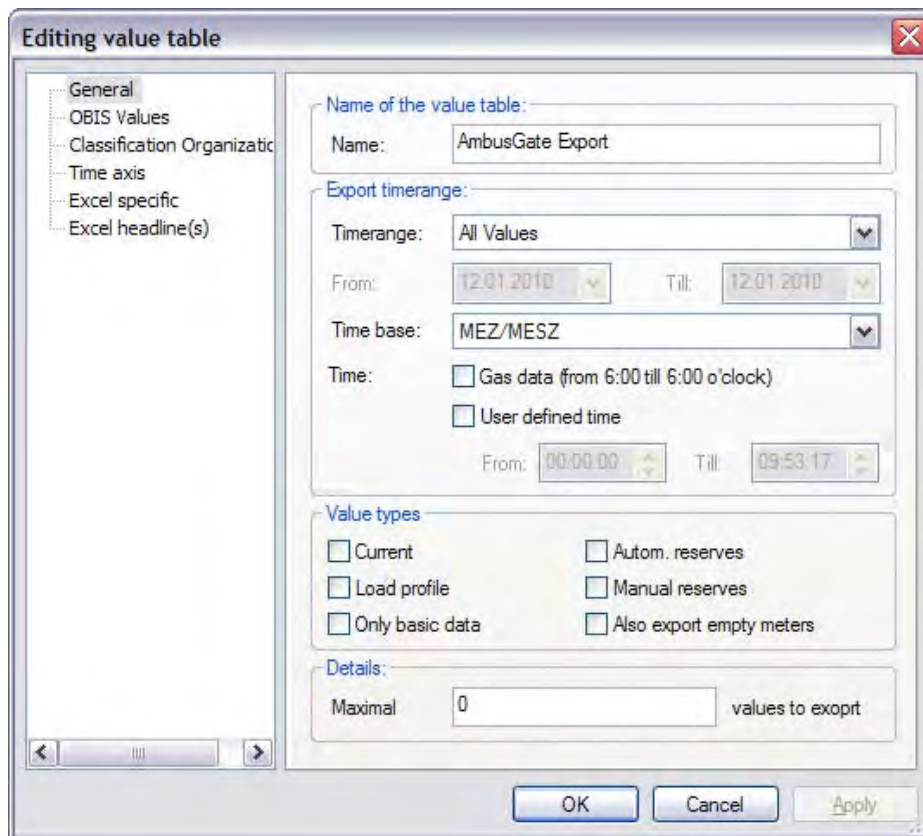 Editing value table
General
OBIS Values
Classification Organizatic
Time axis
Excel specific
Excel headline(s)
Name of the value table:
Name: AmbusGate Export
Export timerange:
Timerange: All Values
From: 12.01.2010 Till: 12.01.2010
Time base: MEZ/MESZ
Time: Gas data (from 6:00 till 6:00 o'clock)
User defined time
From: 00:00:00 Till: 09:53:17
Value types
Current Autom. reserves
Load profile Manual reserves
Only basic data Also export empty meters
Details:
Maximal 0 values to exoprt
OK Cancel Apply